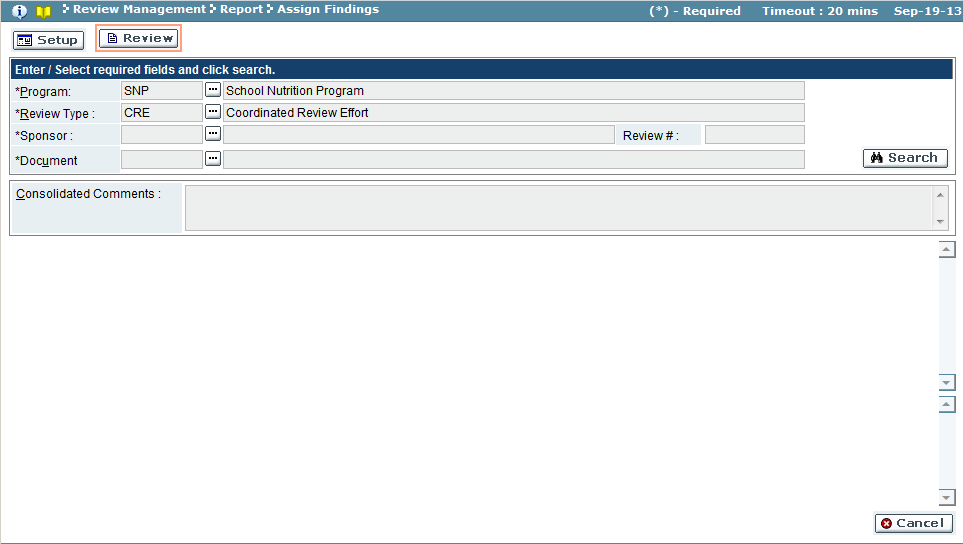 Review Management Report Assign Findings (*) - Required Timeout : 20 mins Sep-19-13
Setup Review
Enter / Select required fields and click search.
*Program: SNP ... School Nutrition Program
*Review Type : CRE ... Coordinated Review Effort
*Sponsor : ... Review # :
*Document ... Search
Consolidated Comments :
Cancel